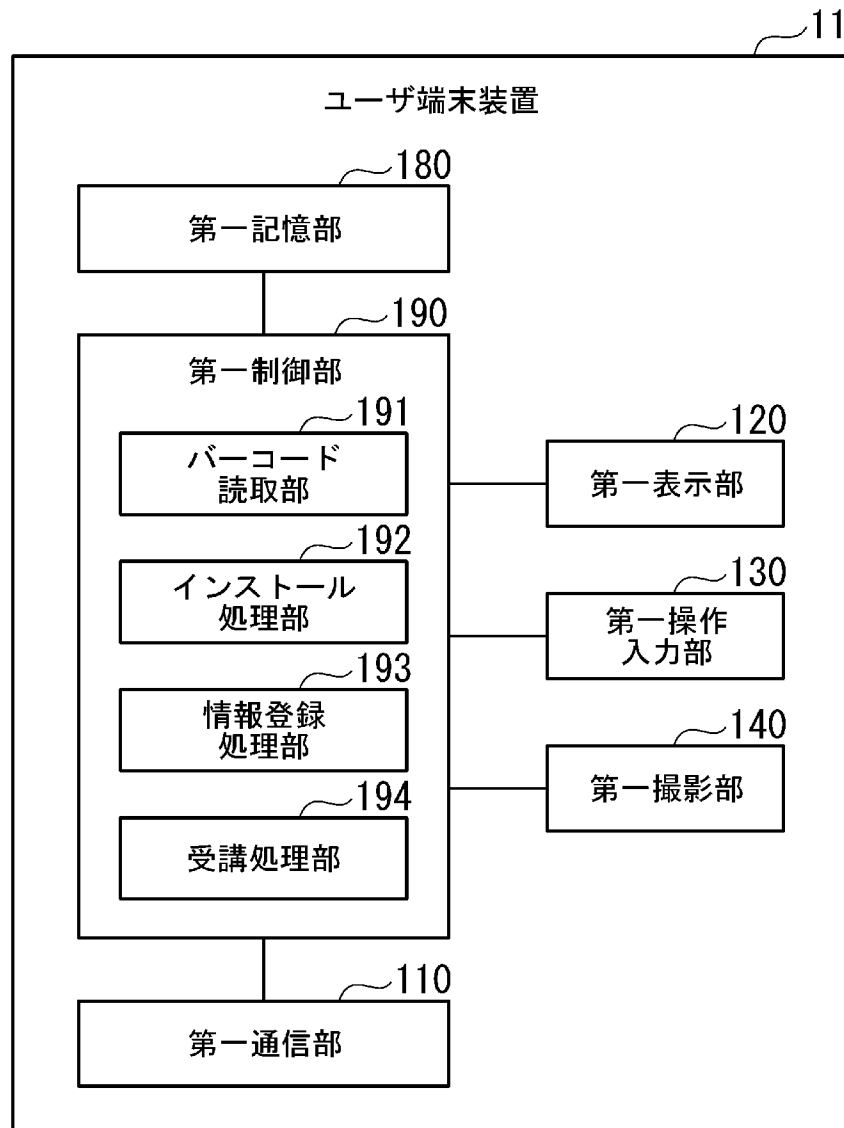 11
ユーザ端末装置
180
第一記憶部
190
第一制御部
191
バーコード
読取部
192
インストール
処理部
193
情報登録
処理部
194
受講処理部
120
第一表示部
130
第一操作
入力部
140
第一撮影部
110
第一通信部